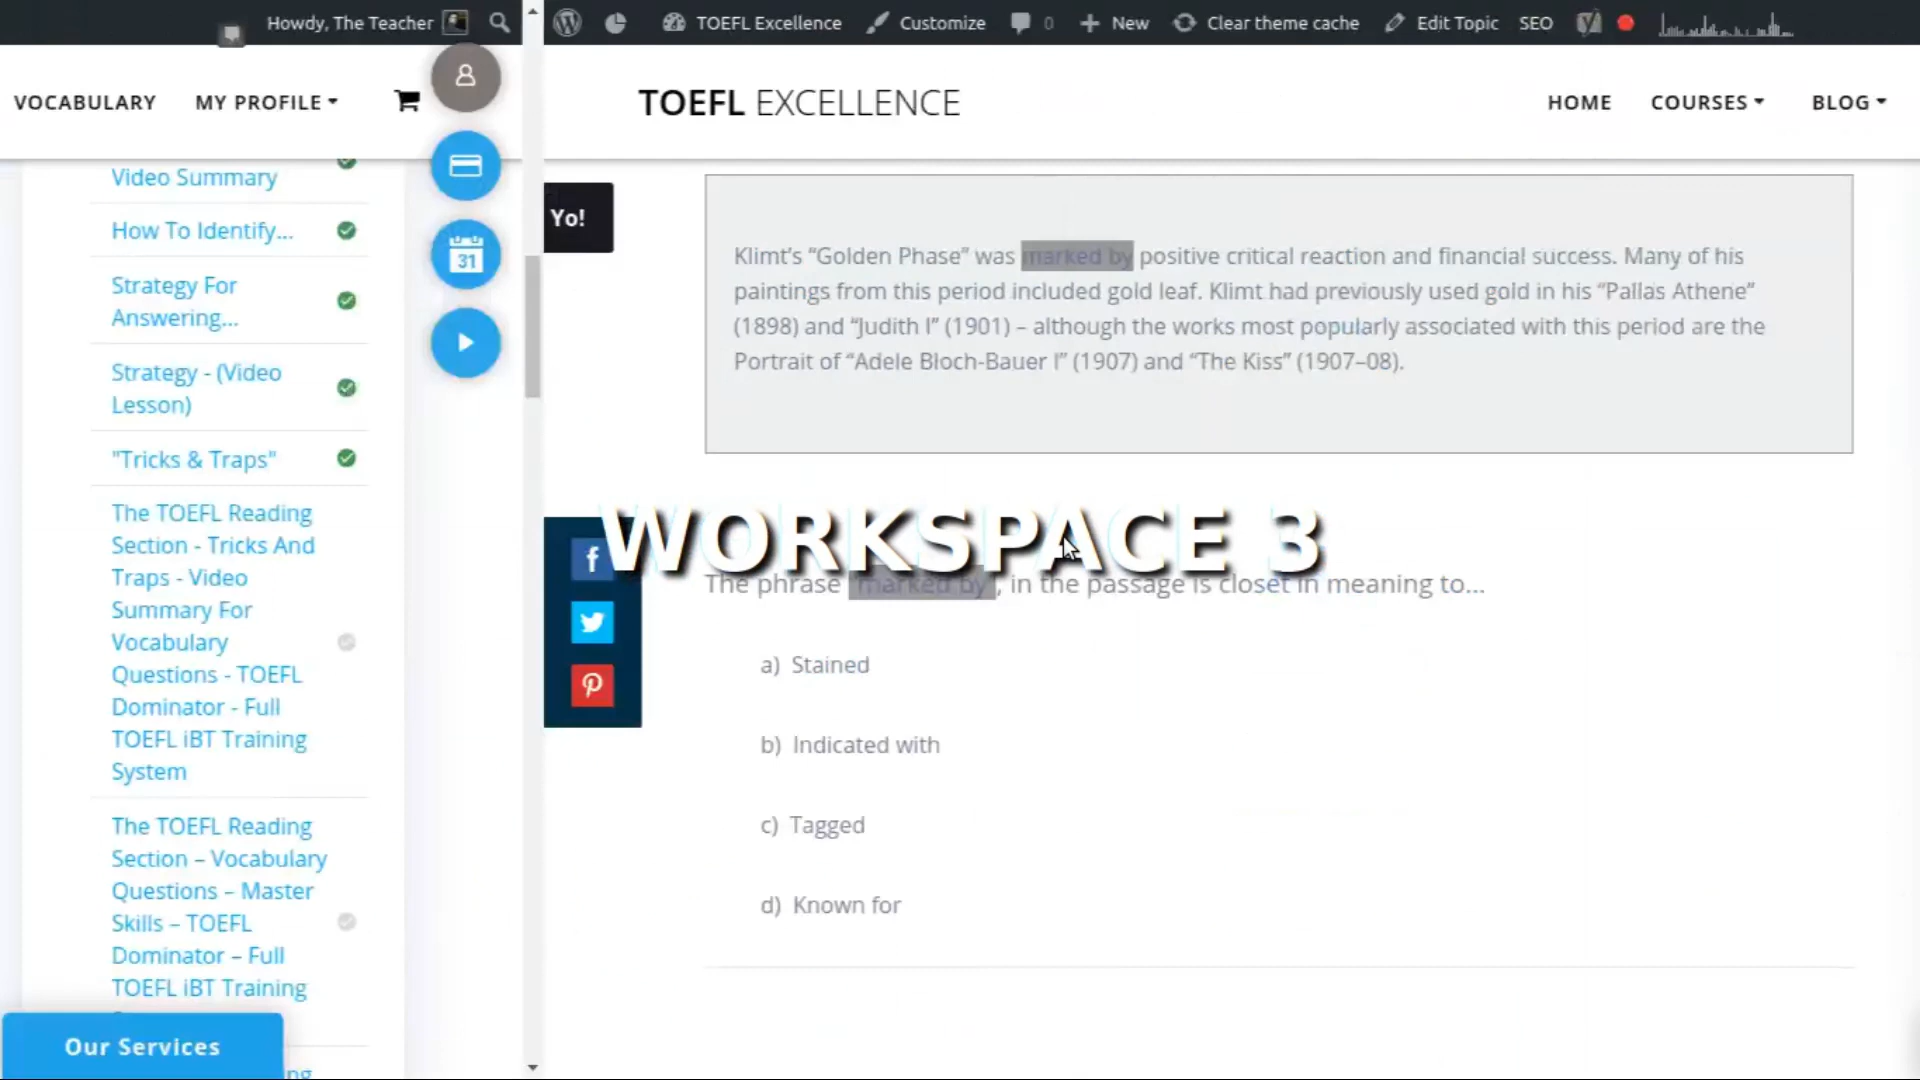 Howdy, The Teacher
TOEFL Excellence
Customize
0
New
Clear theme cache
Edit Topic
SEO
VOCABULARY
MY PROFILE
TOEFL EXCELLENCE
HOME
COURSES
BLOG
Video Summary
How To Identify...
Strategy For
Answering...
Strategy - (Video
Lesson)
"Tricks & Traps"
The TOEFL Reading
Section - Tricks And
Traps - Video
Summary For
Vocabulary
Questions - TOEFL
Dominator - Full
TOEFL iBT Training
System
The TOEFL Reading
Section – Vocabulary
Questions – Master
Skills – TOEFL
Dominator – Full
TOEFL iBT Training
Our Services
31
Yo!
Klimt's “Golden Phase” was marked by positive critical reaction and financial success. Many of his
paintings from this period included gold leaf. Klimt had previously used gold in his “Pallas Athene”
(1898) and “Judith I” (1901) – although the works most popularly associated with this period are the
Portrait of “Adele Bloch-Bauer I” (1907) and “The Kiss” (1907–08).
WORKSPACE 3
The phrase marked by, in the passage is closet in meaning to...
a) Stained
b) Indicated with
c) Tagged
d) Known for